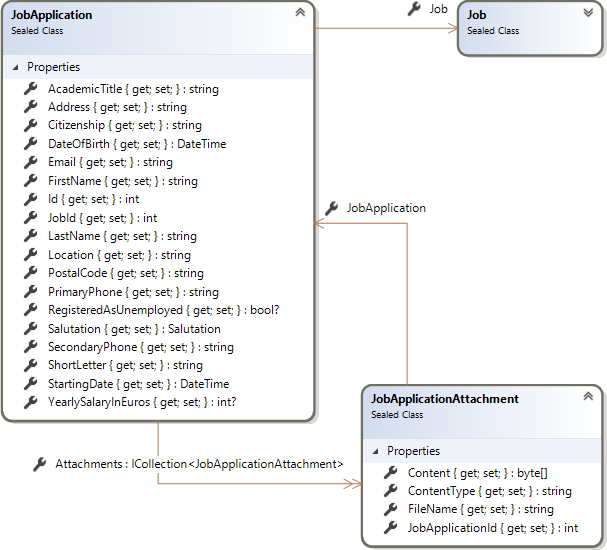 JobApplication
Sealed Class
Properties
AcademicTitle { get; set; } : string
Address { get; set; } : string
Citizenship { get; set; } : string
DateOfBirth { get; set; } : DateTime
Email { get; set; } : string
FirstName { get; set; } : string
Id { get; set; } : int
JobId { get; set; } : int
LastName { get; set; } : string
Location { get; set; } : string
PostalCode { get; set; } : string
PrimaryPhone { get; set; } : string
RegisteredAsUnemployed { get; set; } : bool?
Salutation { get; set; } : Salutation
SecondaryPhone { get; set; } : string
ShortLetter { get; set; } : string
StartingDate { get; set; } : DateTime
YearlySalaryInEuros { get; set; } : int?
Job
Job
Sealed Class
JobApplication
Attachments : ICollection<JobApplicationAttachment>
JobApplicationAttachment
Sealed Class
Properties
Content { get; set; } : byte[]
ContentType { get; set; } : string
FileName { get; set; } : string
JobApplicationId { get; set; } : int